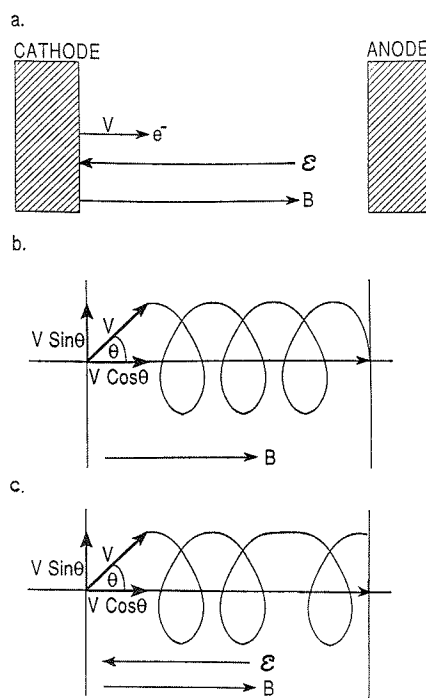 a.
CATHODE ANODE
V
e⁻
ℰ
B
b.
V
V Sinθ
θ
V Cosθ
B
c.
V
V Sinθ
θ
V Cosθ
ℰ
B